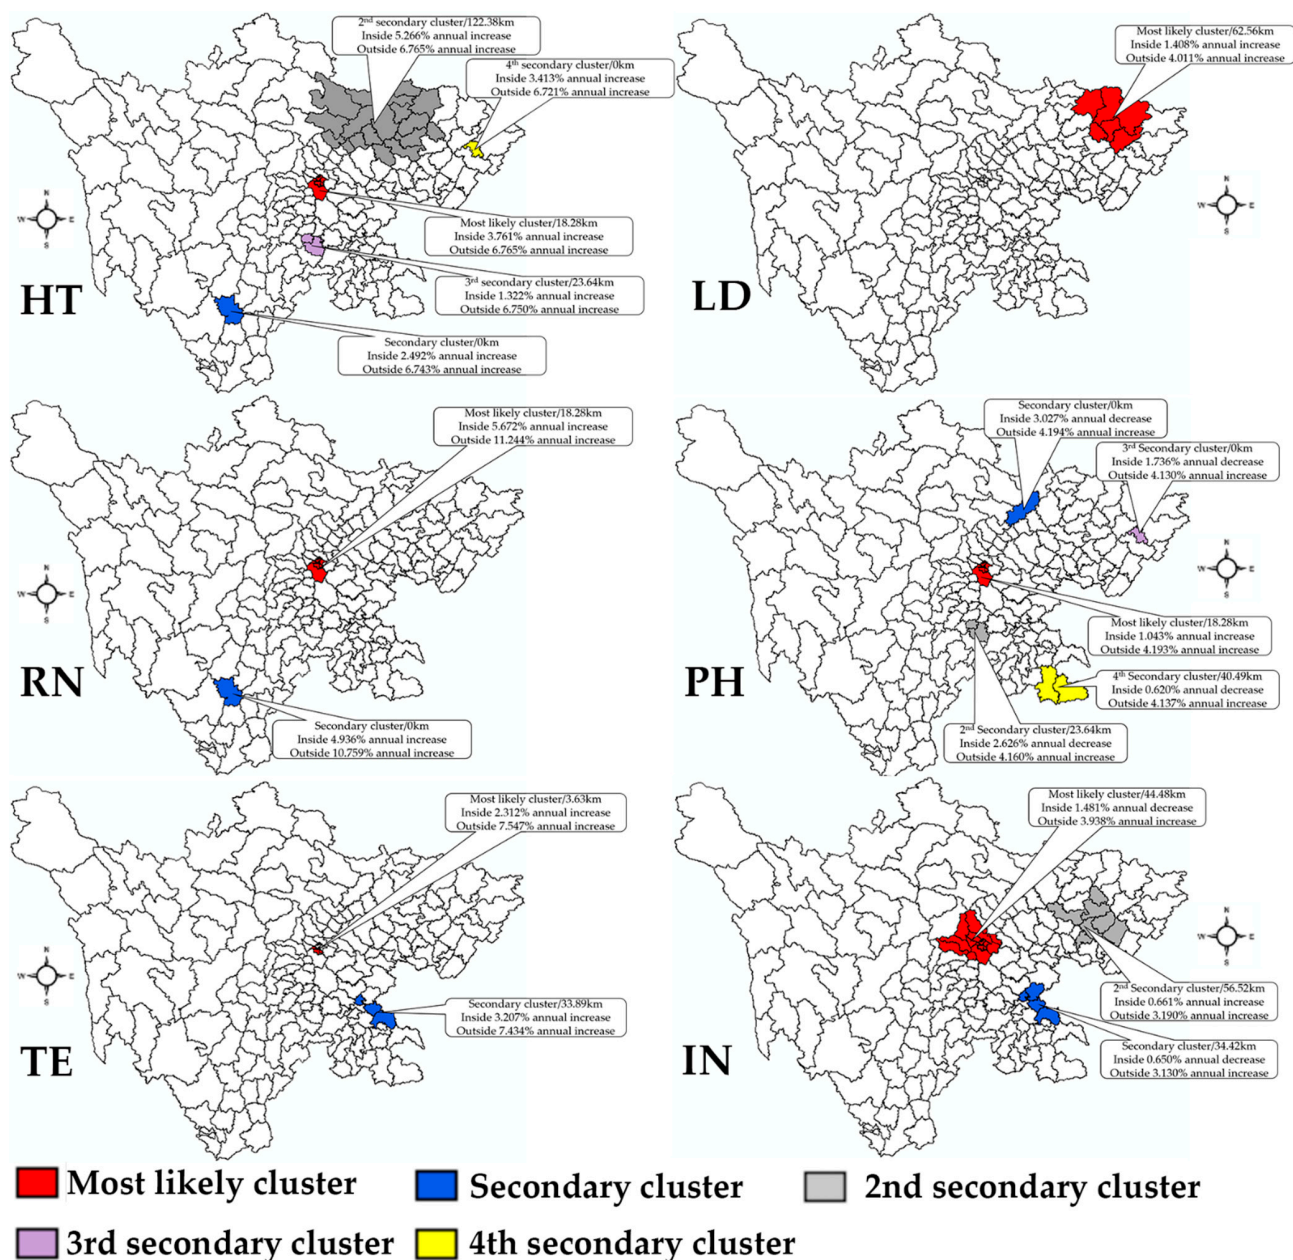 2nd secondary cluster/122.38km
Inside 5.266% annual increase
Outside 6.765% annual increase
4th secondary cluster/0km
Inside 3.413% annual increase
Outside 6.721% annual increase
N
W E
S
Most likely cluster/18.28km
Inside 3.761% annual increase
Outside 6.765% annual increase
3rd secondary cluster/23.64km
Inside 1.322% annual increase
Outside 6.750% annual increase
HT
Secondary cluster/0km
Inside 2.492% annual increase
Outside 6.743% annual increase
Most likely cluster/62.56km
Inside 1.408% annual increase
Outside 4.011% annual increase
N
W E
S
LD
Most likely cluster/18.28km
Inside 5.672% annual increase
Outside 11.244% annual increase
N
W E
S
RN
Secondary cluster/0km
Inside 4.936% annual increase
Outside 10.759% annual increase
Secondary cluster/0km
Inside 3.027% annual decrease
Outside 4.194% annual increase
3rd Secondary cluster/0km
Inside 1.736% annual decrease
Outside 4.130% annual increase
N
W E
S
Most likely cluster/18.28km
Inside 1.043% annual increase
Outside 4.193% annual increase
PH
4th Secondary cluster/40.49km
Inside 0.620% annual decrease
Outside 4.137% annual increase
2nd Secondary cluster/23.64km
Inside 2.626% annual decrease
Outside 4.160% annual increase
Most likely cluster/3.63km
Inside 2.312% annual increase
Outside 7.547% annual increase
N
W E
S
Secondary cluster/33.89km
Inside 3.207% annual increase
Outside 7.434% annual increase
TE
Most likely cluster/44.48km
Inside 1.481% annual decrease
Outside 3.938% annual increase
N
W E
S
2nd Secondary cluster/56.52km
Inside 0.661% annual increase
Outside 3.190% annual increase
IN
Secondary cluster/34.42km
Inside 0.650% annual decrease
Outside 3.130% annual increase
Most likely cluster
Secondary cluster
2nd secondary cluster
3rd secondary cluster
4th secondary cluster